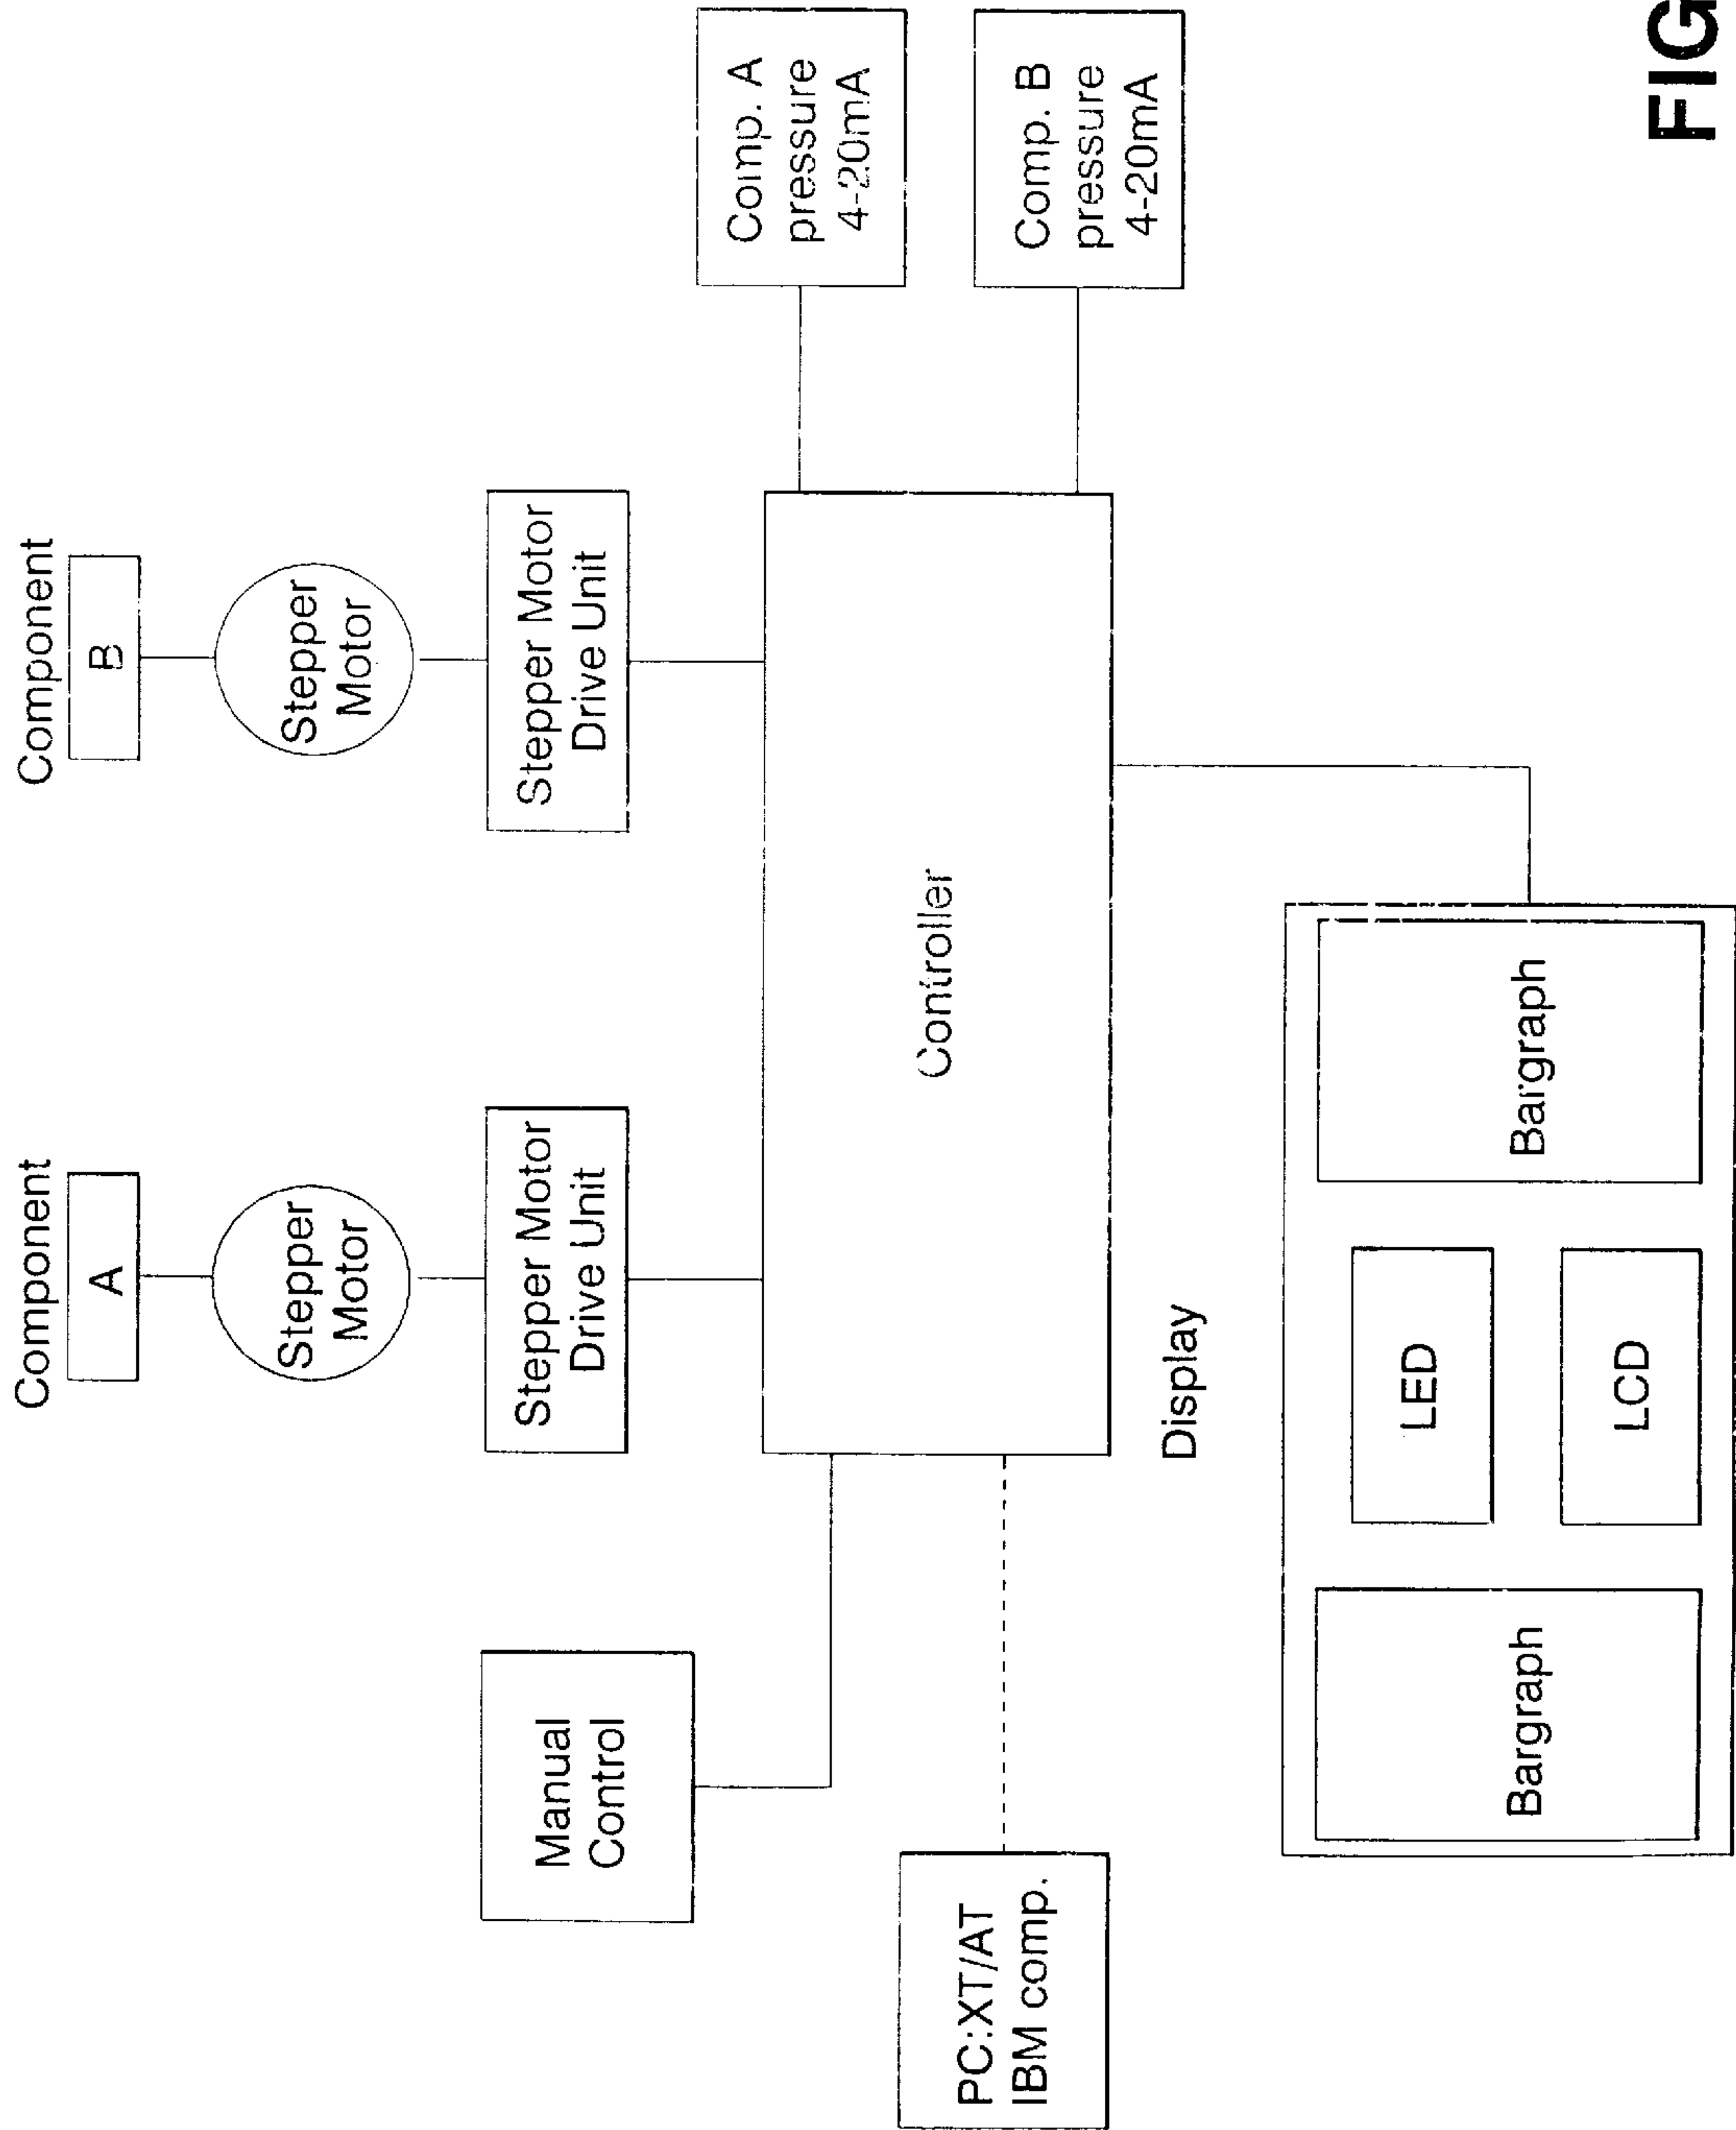 Component
A
Stepper
Motor
Stepper Motor
Drive Unit
Component
B
Stepper
Motor
Stepper Motor
Drive Unit
Manual
Control
PC:XT/AT
IBM comp.
Controller
Comp. A
pressure
4-20mA
Comp. B
pressure
4-20mA
Display
Bargraph
LED
LCD
Bargraph
FIG